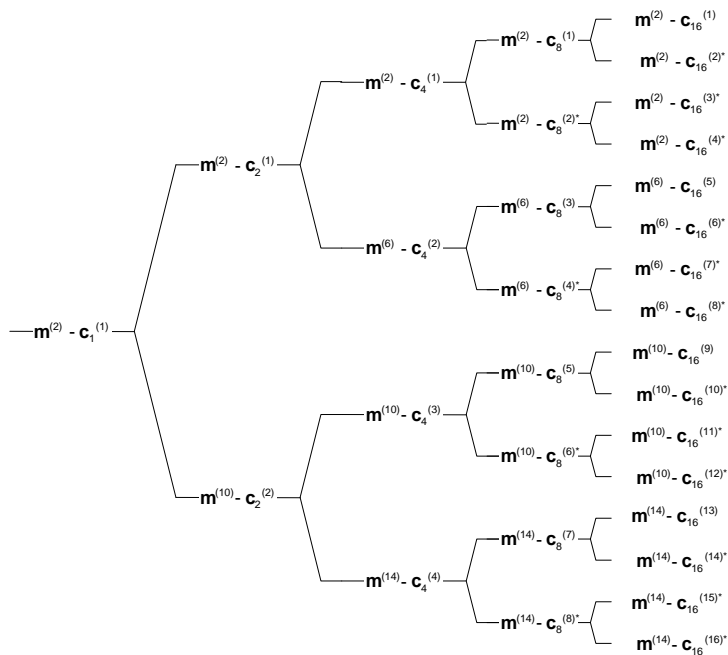 m(2) - c16(1)
m(2) - c8(1)
m(2) - c16(2)*
m(2) - c4(1)
m(2) - c16(3)*
m(2) - c8(2)*
m(2) - c16(4)*
m(2) - c2(1)
m(6) - c16(5)
m(6) - c8(3)
m(6) - c16(6)*
m(6) - c4(2)
m(6) - c16(7)*
m(6) - c8(4)*
m(6) - c16(8)*
m(2) - c1(1)
m(10) - c16(9)
m(10) - c8(5)
m(10) - c16(10)*
m(10) - c4(3)
m(10) - c16(11)*
m(10) - c8(6)*
m(10) - c16(12)*
m(10) - c2(2)
m(14) - c16(13)
m(14) - c8(7)
m(14) - c16(14)*
m(14) - c4(4)
m(14) - c16(15)*
m(14) - c8(8)*
m(14) - c16(16)*